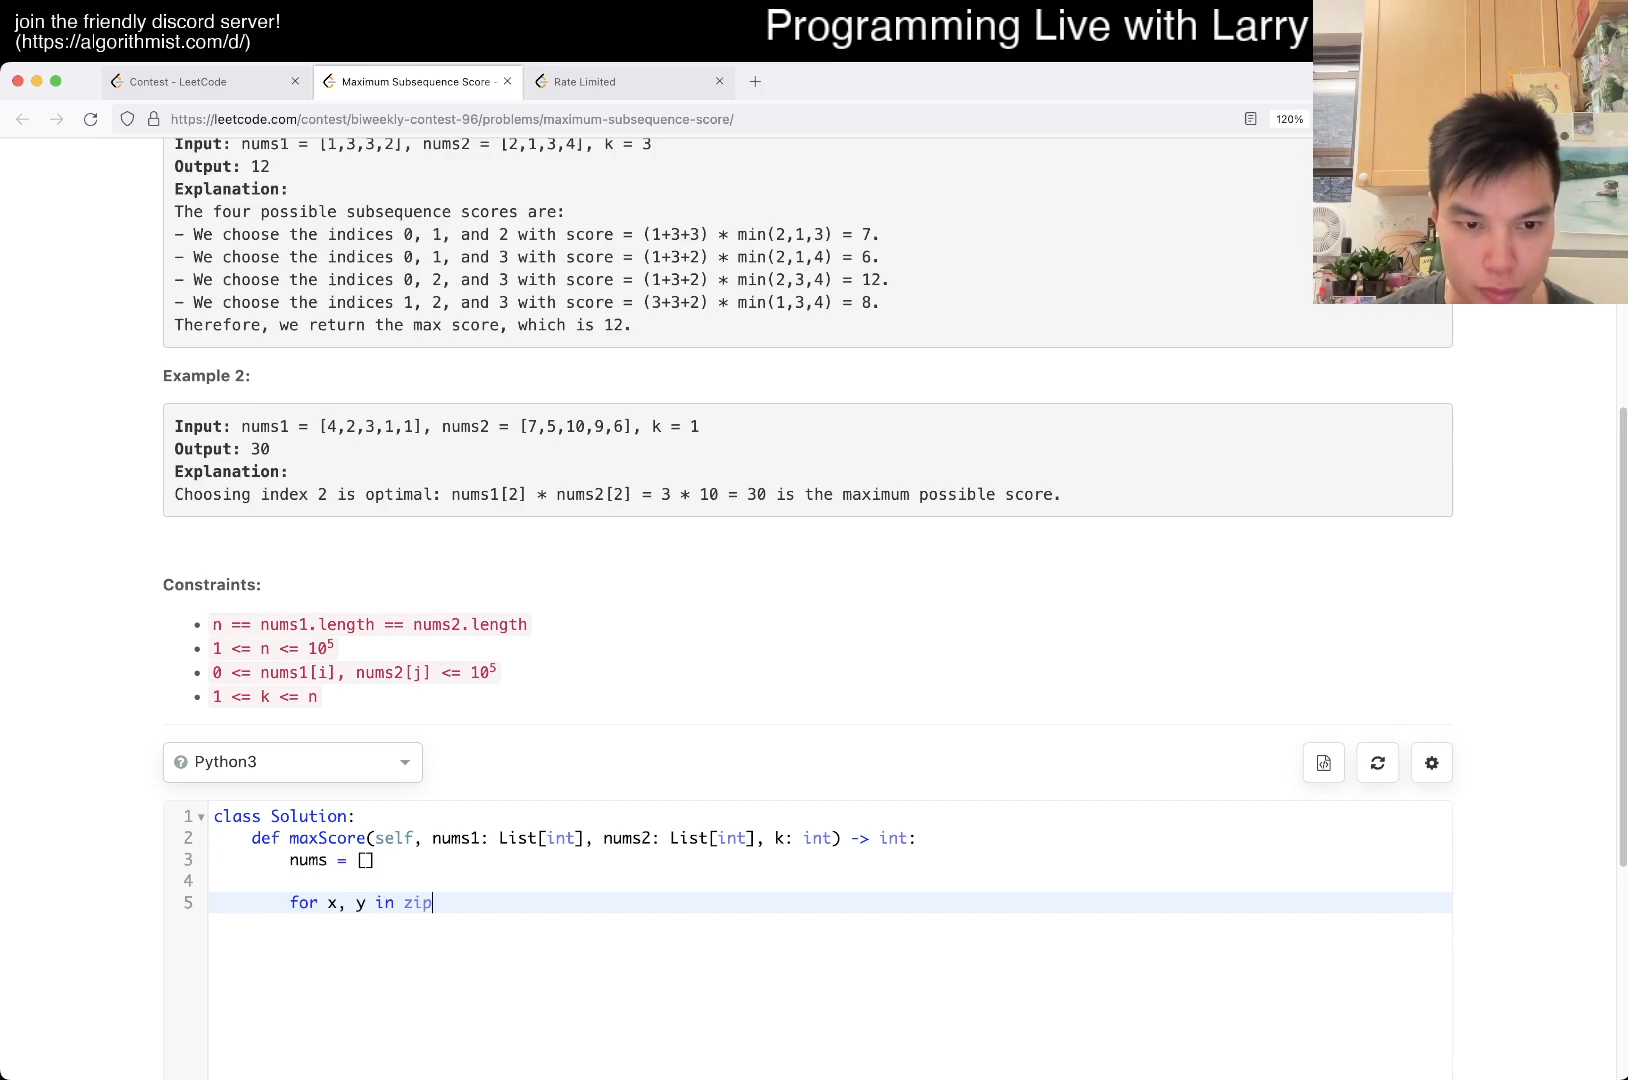 join the friendly discord server!
(https://algorithmist.com/d/)
Programming Live with Larry
Contest - LeetCode
Maximum Subsequence Score -
Rate Limited
https://leetcode.com/contest/biweekly-contest-96/problems/maximum-subsequence-score/
120%
Input: nums1 = [1,3,3,2], nums2 = [2,1,3,4], k = 3
Output: 12
Explanation:
The four possible subsequence scores are:
- We choose the indices 0, 1, and 2 with score = (1+3+3) * min(2,1,3) = 7.
- We choose the indices 0, 1, and 3 with score = (1+3+2) * min(2,1,4) = 6.
- We choose the indices 0, 2, and 3 with score = (1+3+2) * min(2,3,4) = 12.
- We choose the indices 1, 2, and 3 with score = (3+3+2) * min(1,3,4) = 8.
Therefore, we return the max score, which is 12.
Example 2:
Input: nums1 = [4,2,3,1,1], nums2 = [7,5,10,9,6], k = 1
Output: 30
Explanation:
Choosing index 2 is optimal: nums1[2] * nums2[2] = 3 * 10 = 30 is the maximum possible score.
Constraints:
• n == nums1.length == nums2.length
• 1 <= n <= 10⁵
• 0 <= nums1[i], nums2[j] <= 10⁵
• 1 <= k <= n
Python3
1 class Solution:
2 def maxScore(self, nums1: List[int], nums2: List[int], k: int) -> int:
3 nums = []
4
5 for x, y in zip